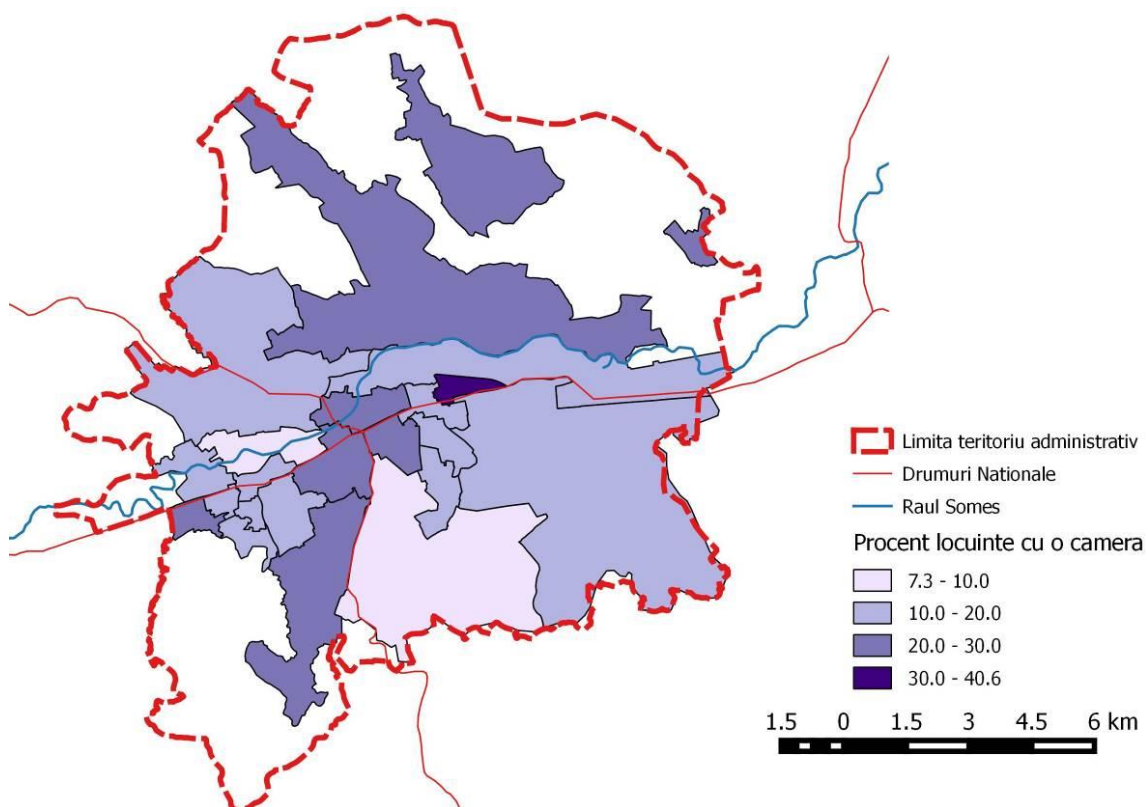 Limita teritoriu administrativ
Drumuri Nationale
Raul Somes
Procent locuinte cu o camera
7.3 - 10.0
10.0 - 20.0
20.0 - 30.0
30.0 - 40.6
1.5 0 1.5 3 4.5 6 km